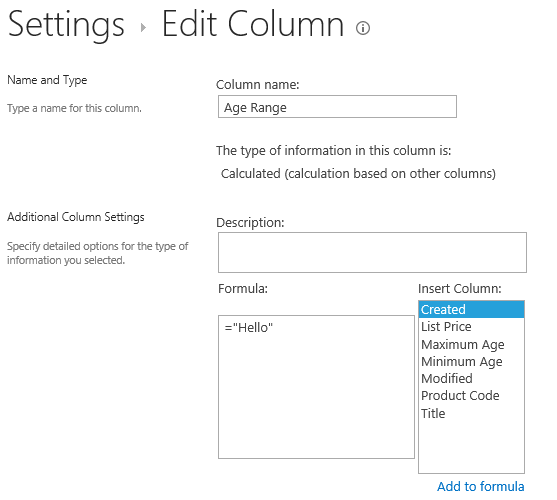 Settings › Edit Column
Name and Type
Type a name for this column.
Column name:
Age Range
The type of information in this column is:
Calculated (calculation based on other columns)
Additional Column Settings
Specify detailed options for the type of
information you selected.
Description:
Formula:
="Hello"
Insert Column:
Created
List Price
Maximum Age
Minimum Age
Modified
Product Code
Title
Add to formula